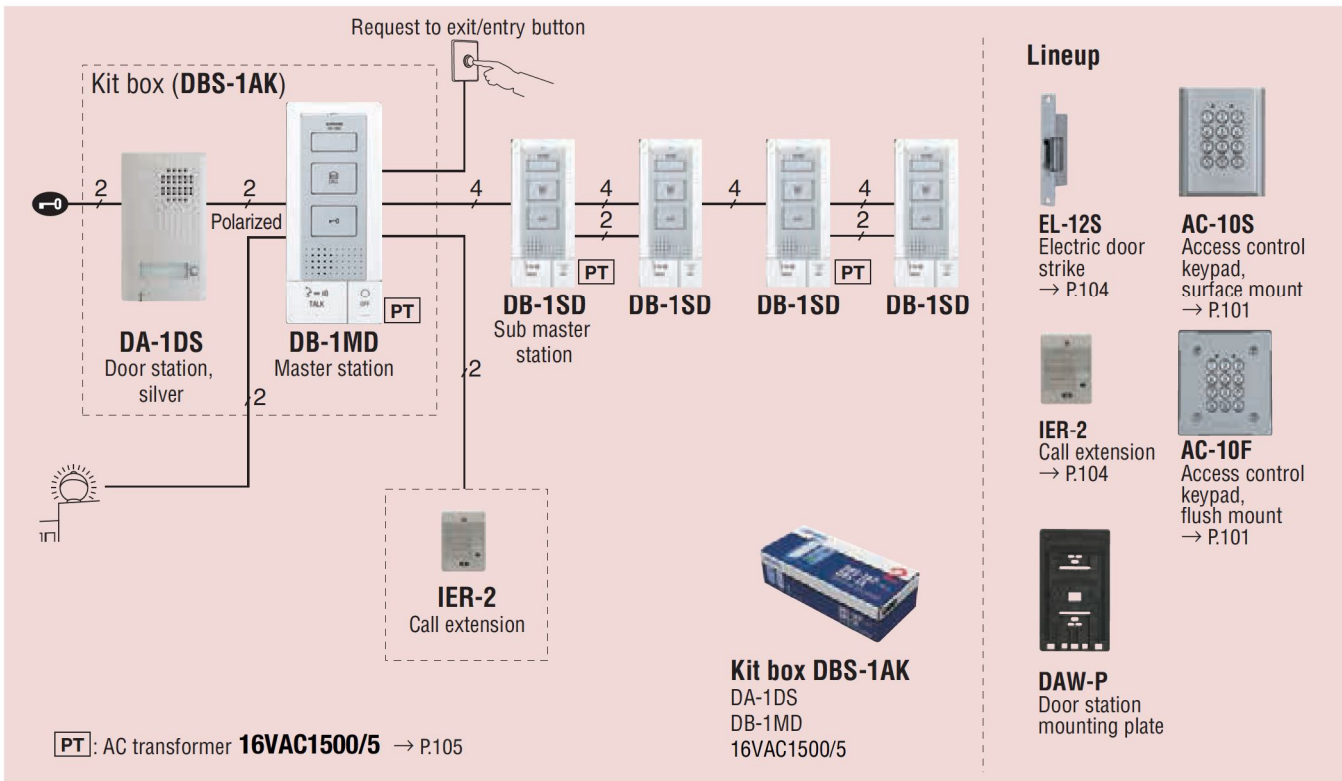 Request to exit/entry button
Kit box (DBS-1AK)
2
2
Polarized
4
4
2
4
4
2
TALK
OFF
PT
PT
PT
DA-1DS
Door station,
silver
DB-1MD
Master station
DB-1SD
Sub master
station
DB-1SD
DB-1SD
DB-1SD
2
2
IER-2
Call extension
Kit box DBS-1AK
DA-1DS
DB-1MD
16VAC1500/5
PT : AC transformer 16VAC1500/5 → P.105
Lineup
EL-12S
Electric door
strike
→ P.104
AC-10S
Access control
keypad,
surface mount
→ P.101
IER-2
Call extension
→ P.104
AC-10F
Access control
keypad,
flush mount
→ P.101
DAW-P
Door station
mounting plate